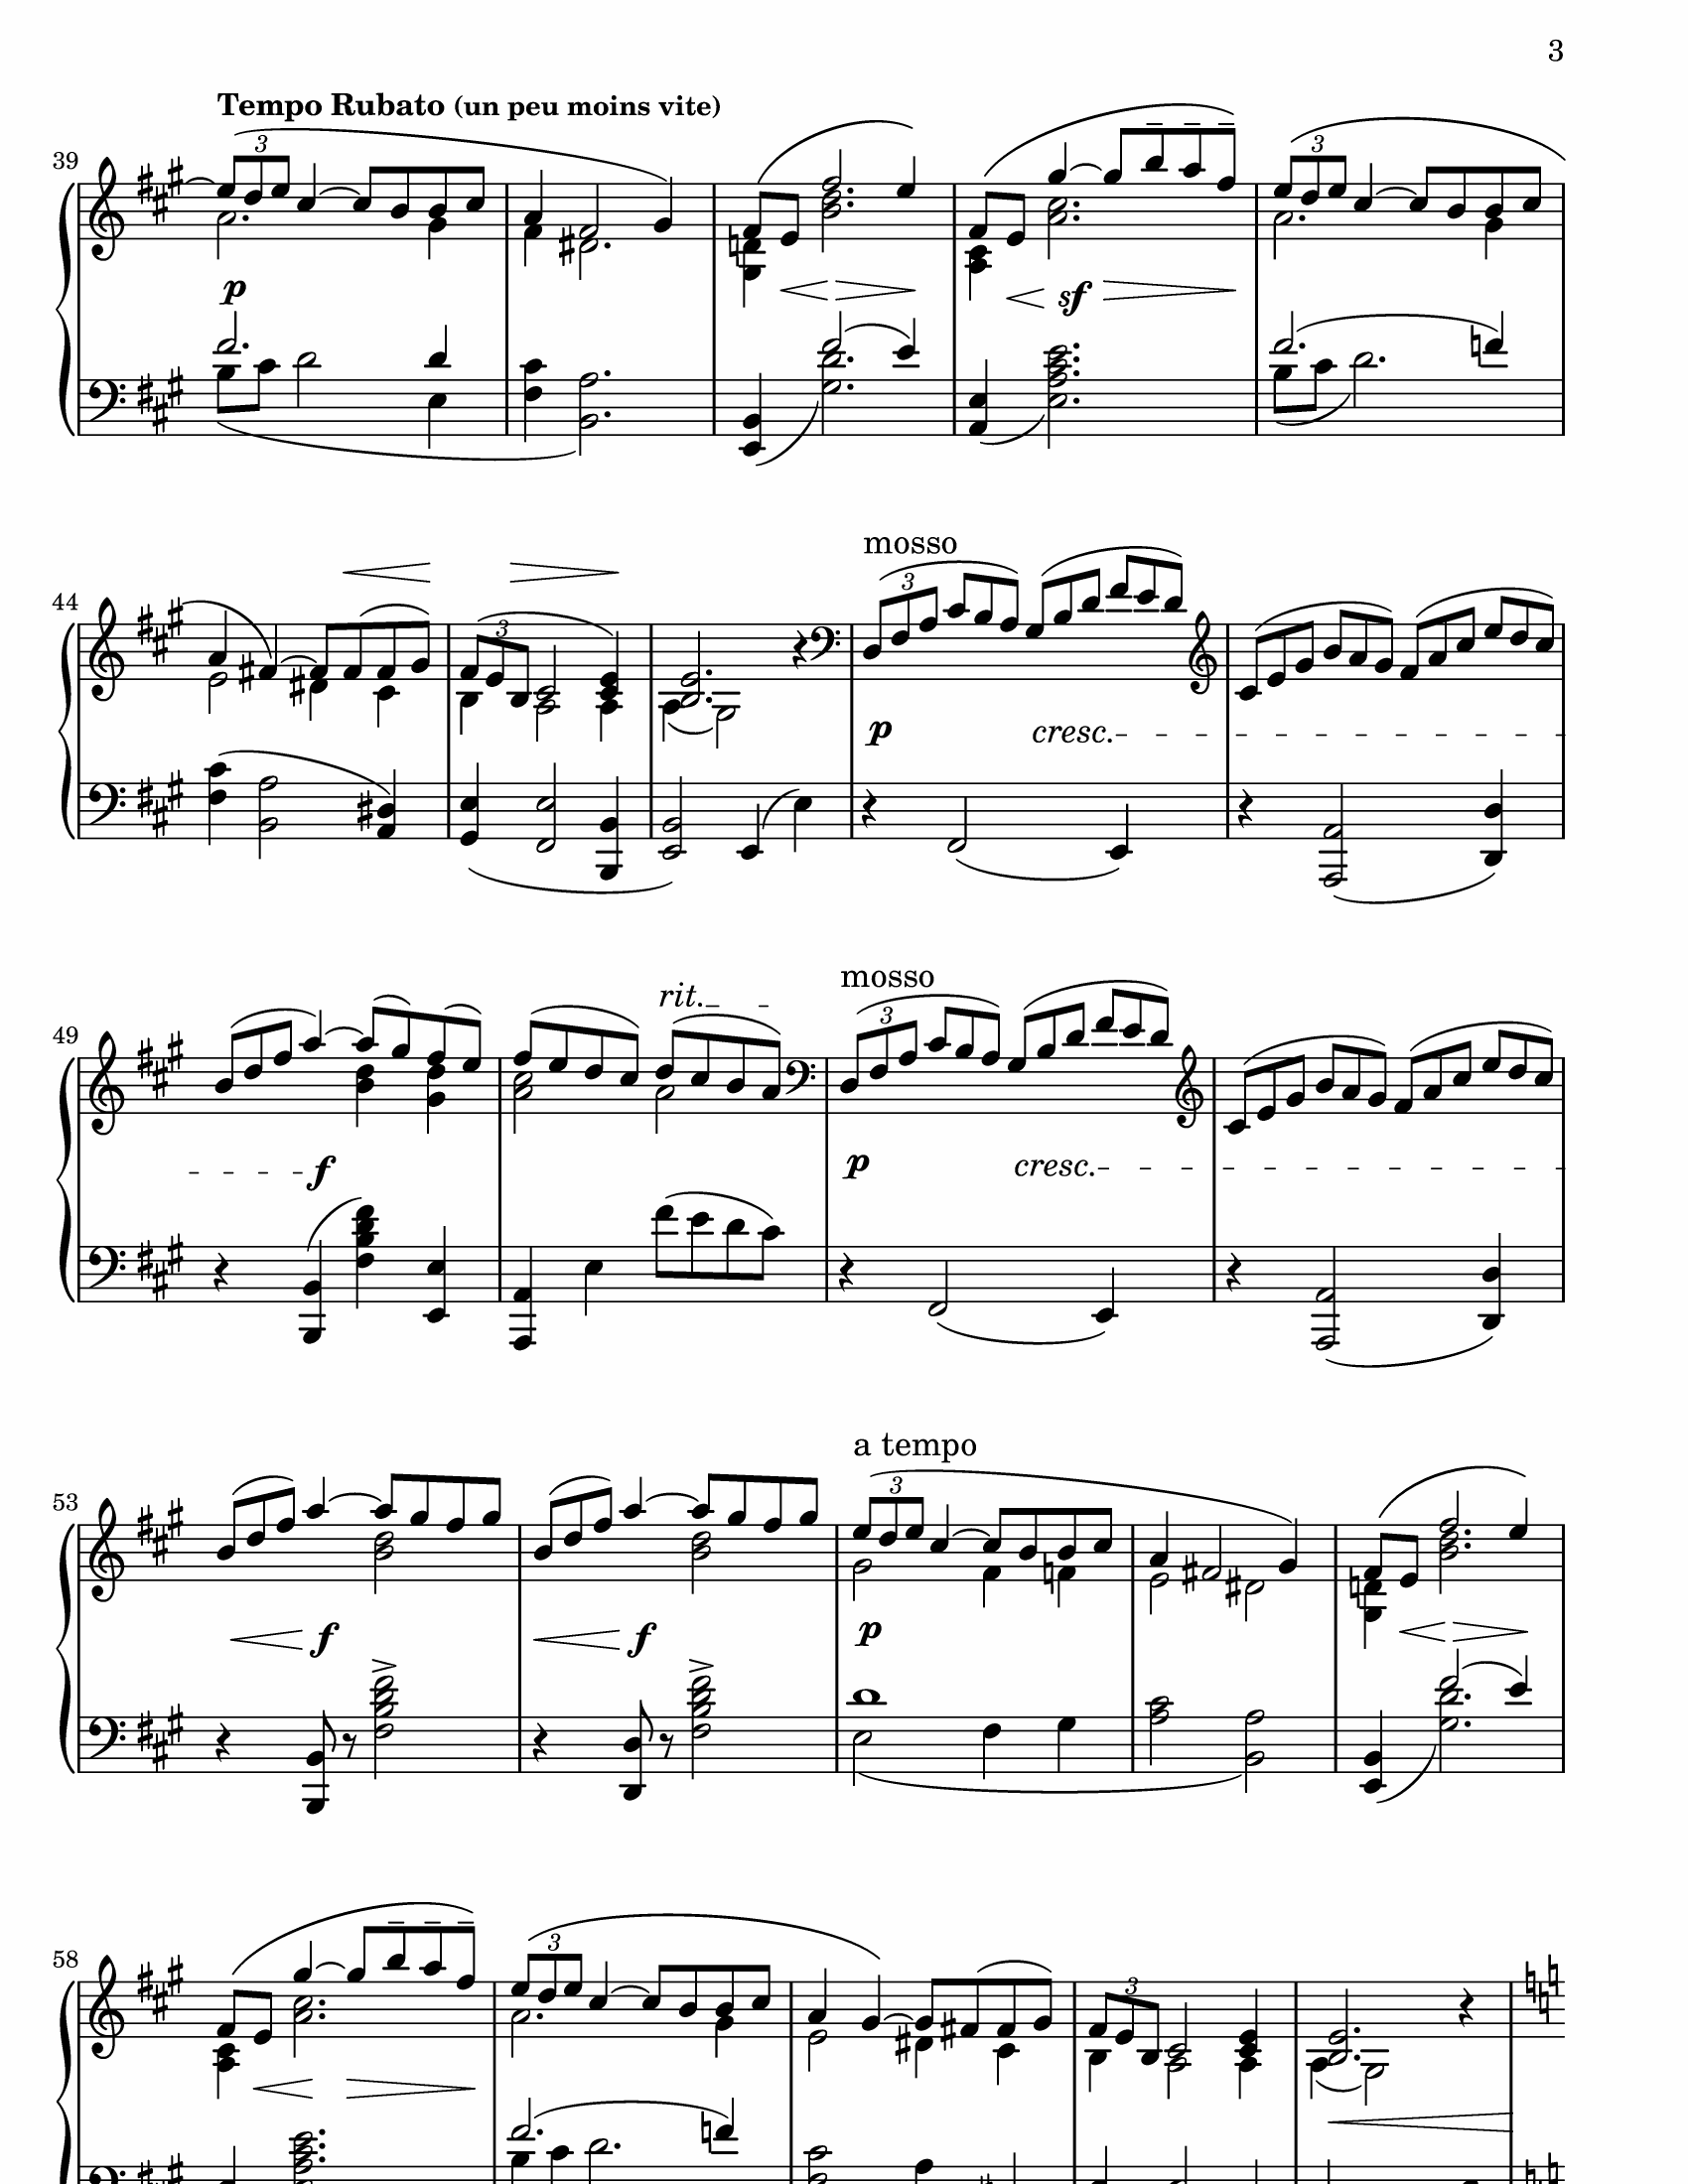 3
Tempo Rubato (un peu moins vite)
39
3
3
p
sf
mosso
44
3
3
p
cresc.
mosso
rit.
49
3
f
p
cresc.
a tempo
53
3
f
f
p
58
3
3